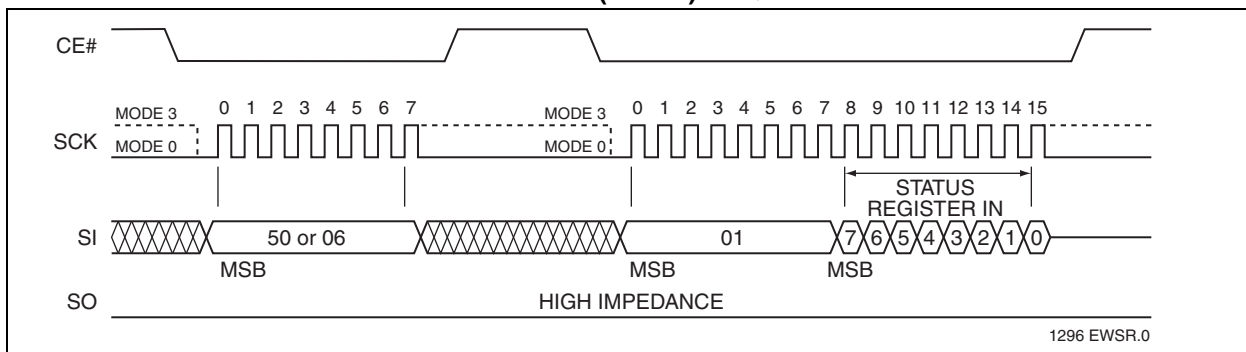 CE#
MODE 3 0 1 2 3 4 5 6 7 MODE 3 0 1 2 3 4 5 6 7 8 9 10 11 12 13 14 15
SCK MODE 0 MODE 0
STATUS
REGISTER IN
SI 50 or 06 01 7 6 5 4 3 2 1 0
MSB MSB MSB
SO HIGH IMPEDANCE
1296 EWSR.0